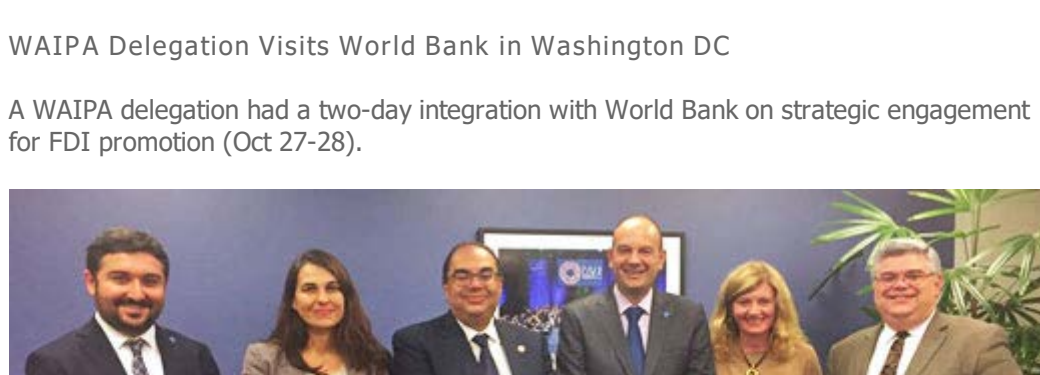 WAIPA Delegation Visits World Bank in Washington DC
A WAIPA delegation had a two-day integration with World Bank on strategic engagement
for FDI promotion (Oct 27-28).